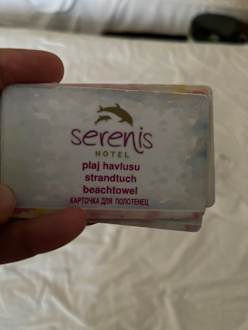 serenis
HOTEL
plaj havlusu
strandtuch
beachtowel
КАРТОЧКА ДЛЯ ПОЛОТЕНЕЦ